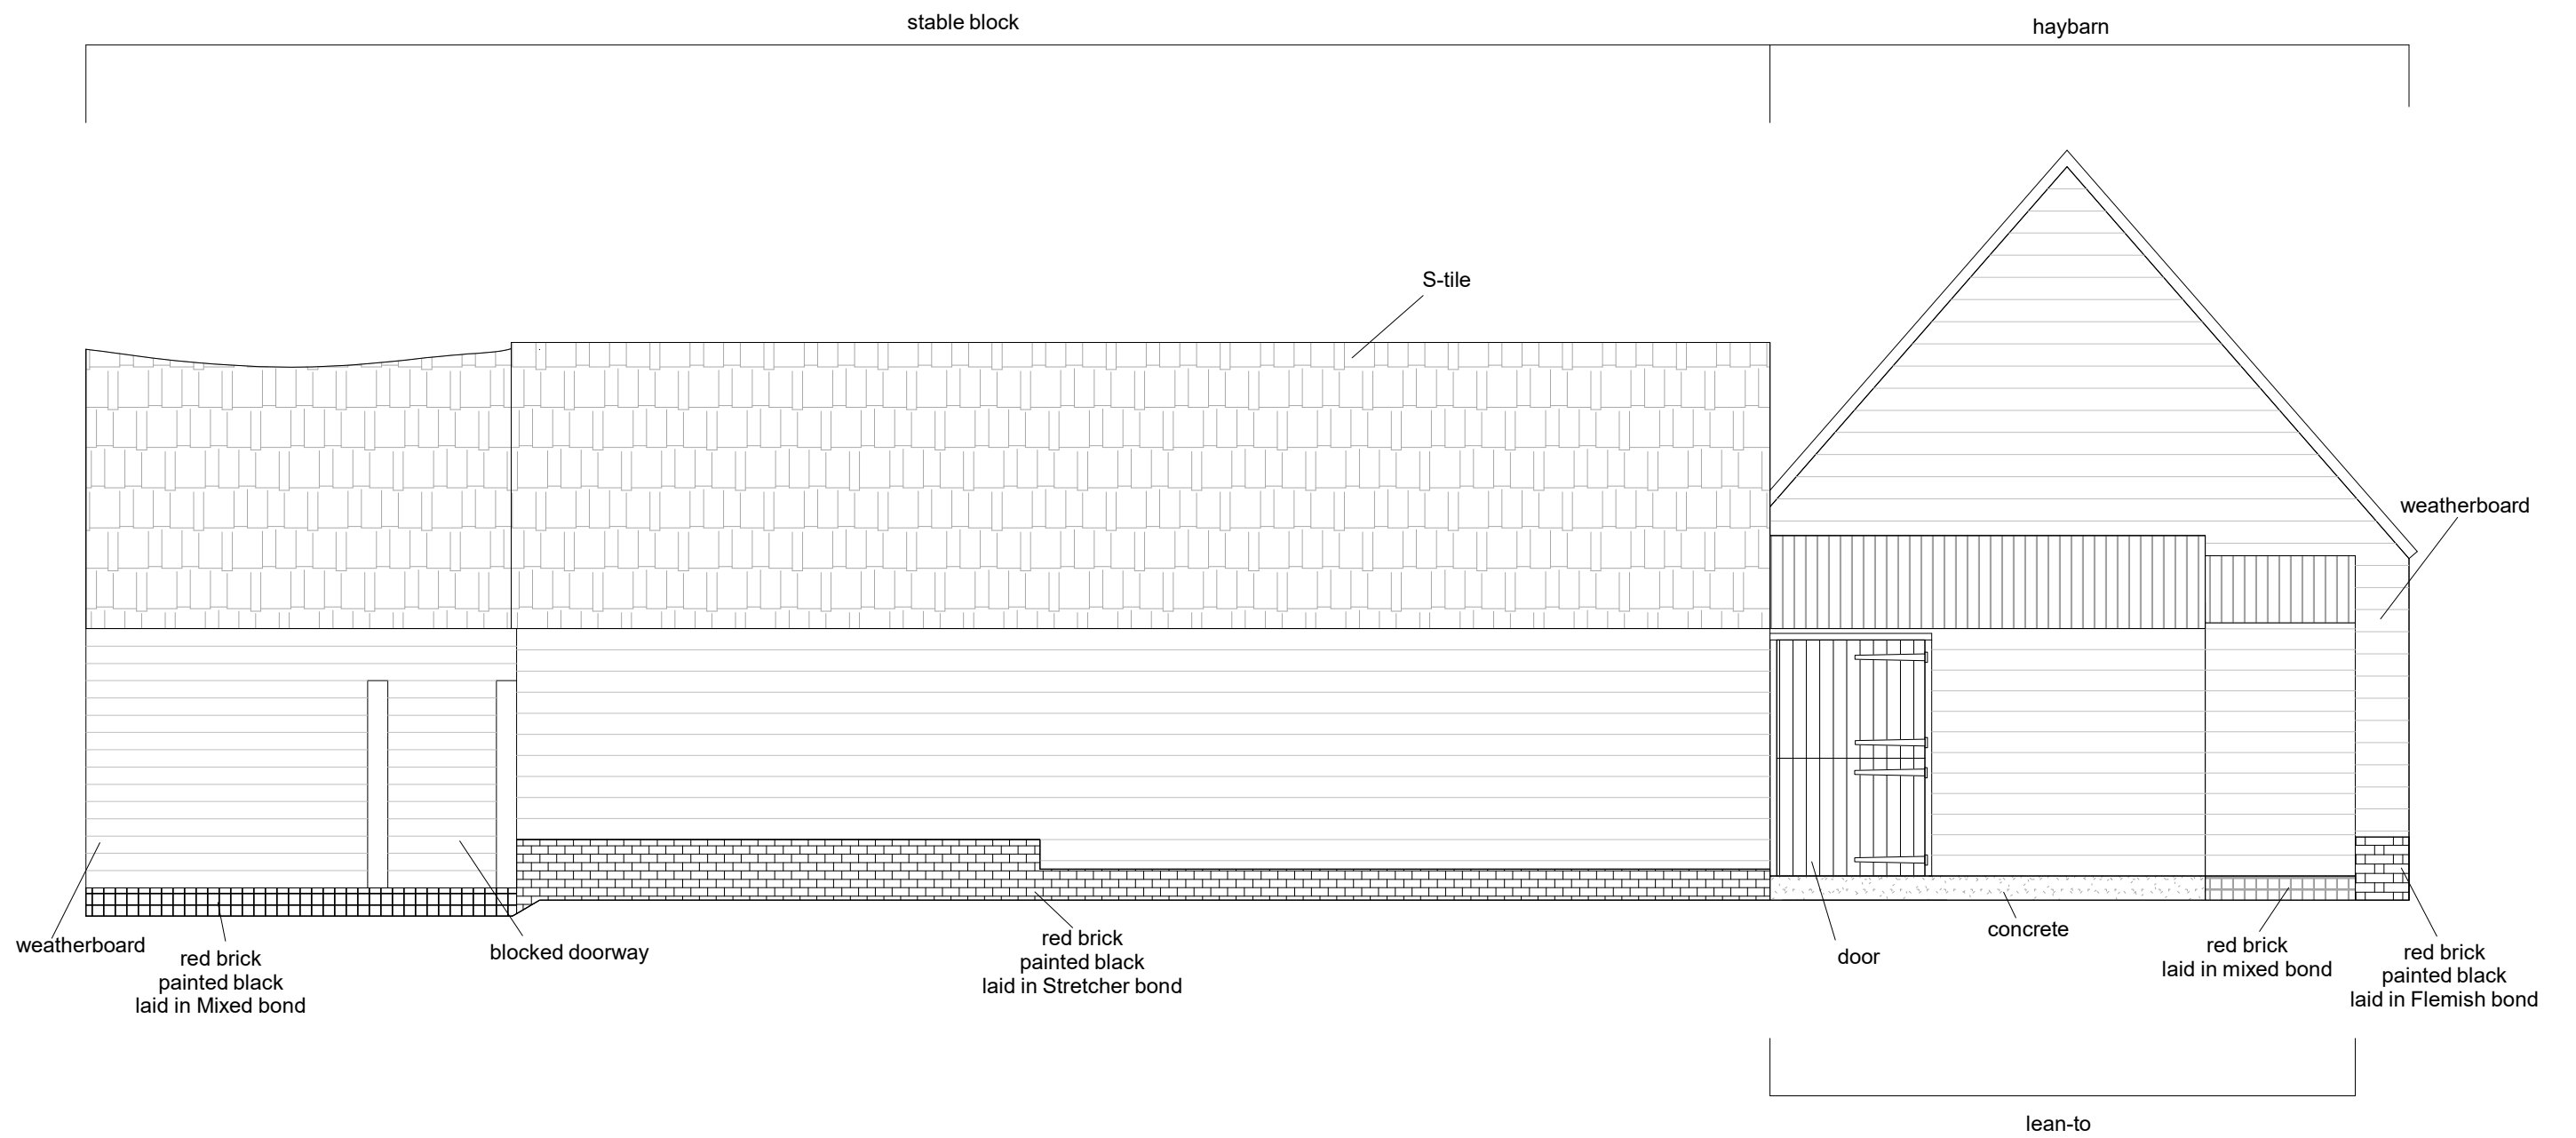 stable block
haybarn
S-tile
weatherboard
weatherboard
red brick
painted black
laid in Mixed bond
blocked doorway
red brick
painted black
laid in Stretcher bond
door
concrete
red brick
laid in mixed bond
red brick
painted black
laid in Flemish bond
lean-to